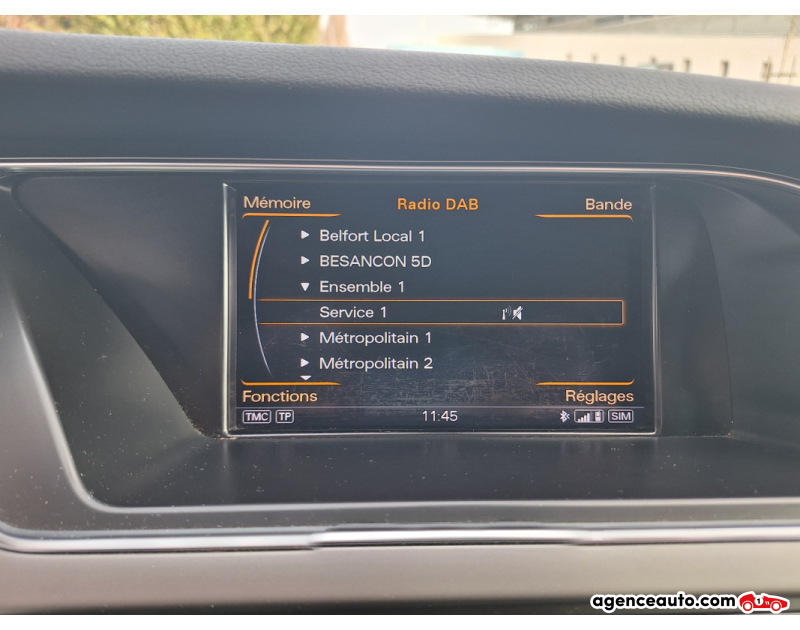 Mémoire Radio DAB Bande
Belfort Local 1
BESANCON 5D
Ensemble 1
Service 1
Métropolitain 1
Métropolitain 2
Fonctions Réglages
TMC TP 11:45 SIM
agenceauto.com